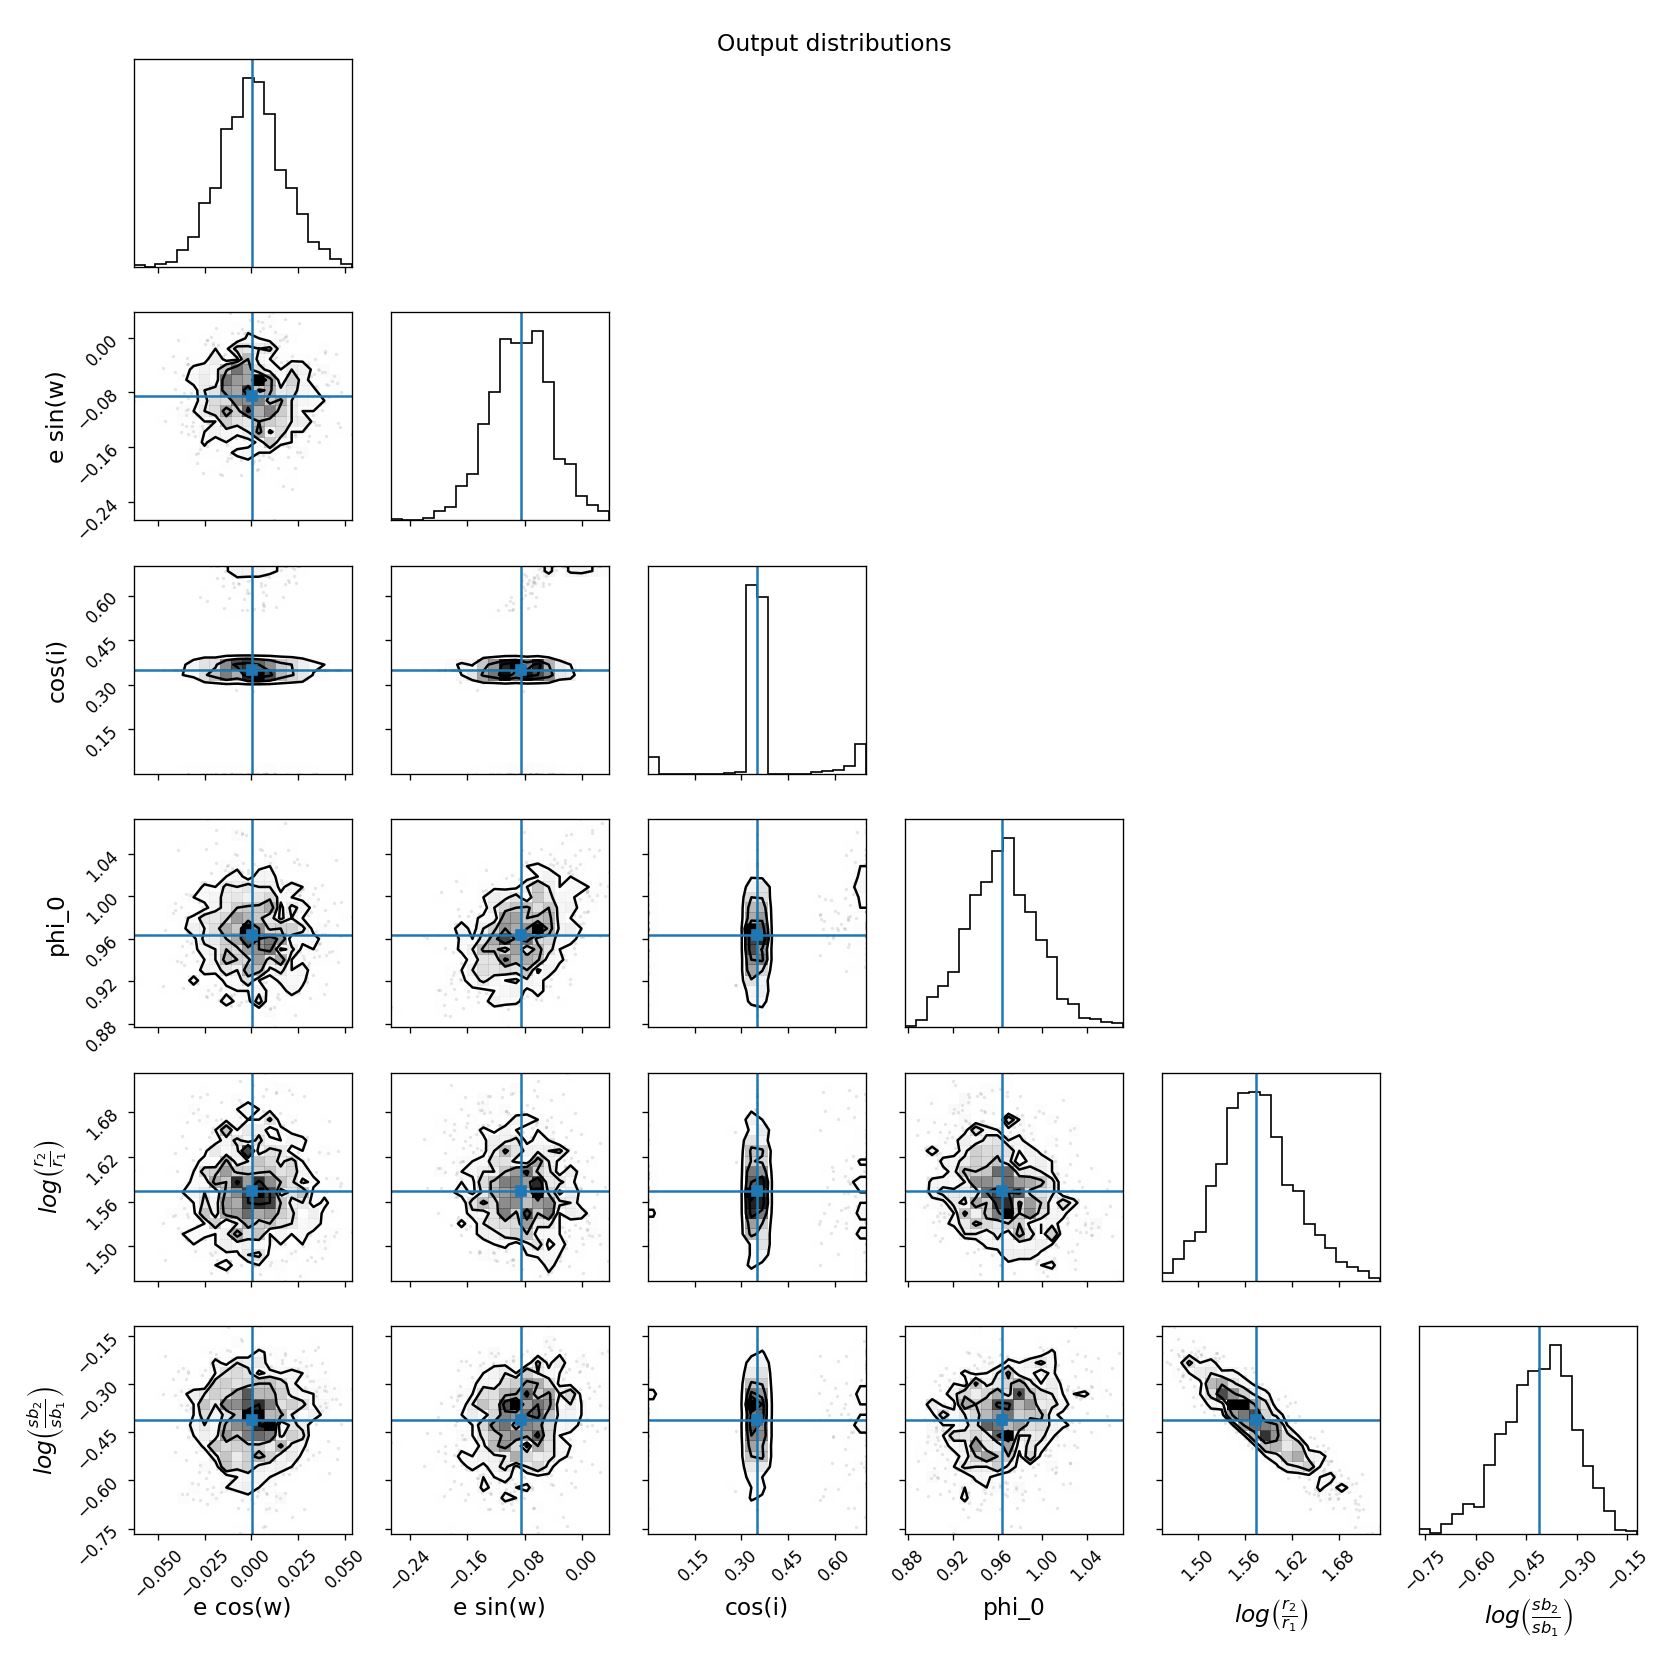 Output distributions
0.00
−0.08
−0.16
−0.24
e sin(w)
0.60
0.45
0.30
0.15
cos(i)
1.04
1.00
0.96
0.92
0.88
phi_0
1.68
1.62
1.56
1.50
log(r₂/r₁)
−0.15
−0.30
−0.45
−0.60
−0.75
log(sb₂/sb₁)
−0.050 −0.025 0.000 0.025 0.050
e cos(w)
−0.24 −0.16 −0.08 0.00
e sin(w)
0.15 0.30 0.45 0.60
cos(i)
0.88 0.92 0.96 1.00 1.04
phi_0
1.50 1.56 1.62 1.68
log(r₂/r₁)
−0.75 −0.60 −0.45 −0.30 −0.15
log(sb₂/sb₁)